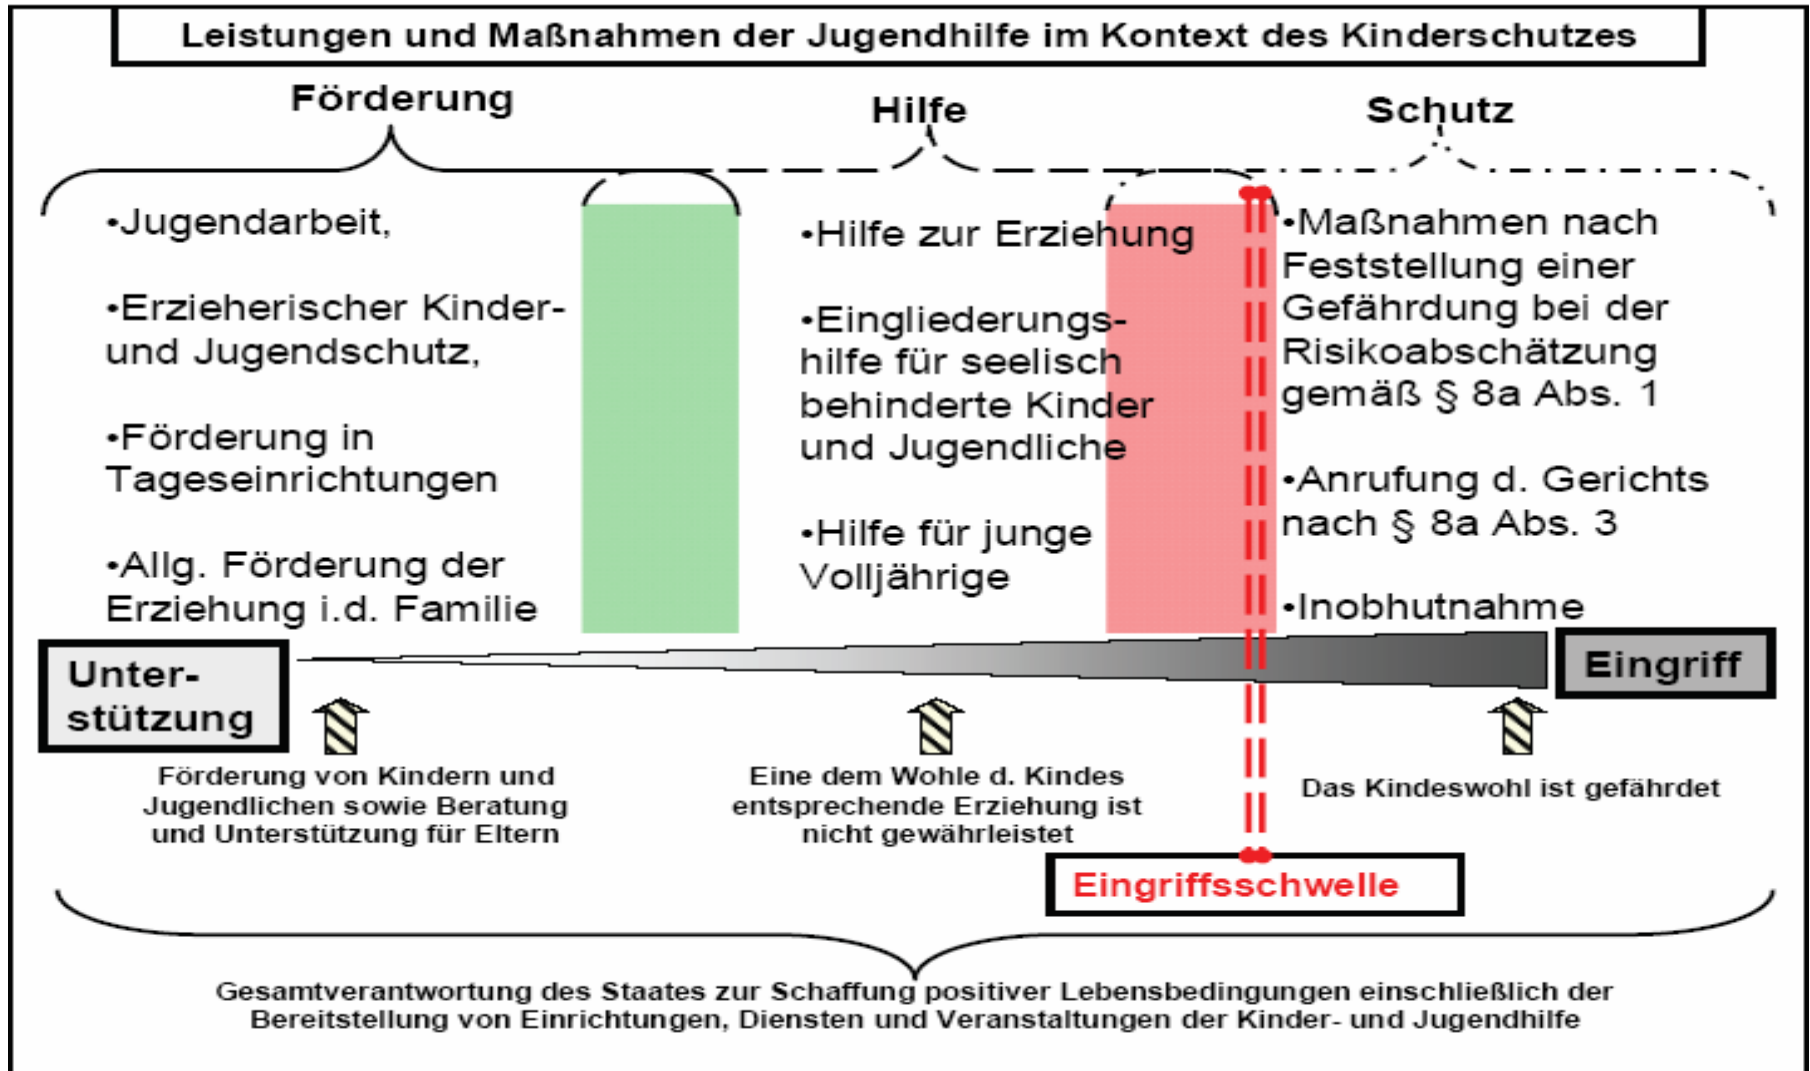 Leistungen und Maßnahmen der Jugendhilfe im Kontext des Kinderschutzes
Förderung
Hilfe
Schutz
•Jugendarbeit,
•Erzieherischer Kinder-
und Jugendschutz,
•Förderung in
Tageseinrichtungen
•Allg. Förderung der
Erziehung i.d. Familie
•Hilfe zur Erziehung
•Eingliederungs-
hilfe für seelisch
behinderte Kinder
und Jugendliche
•Hilfe für junge
Volljährige
•Maßnahmen nach
Feststellung einer
Gefährdung bei der
Risikoabschätzung
gemäß § 8a Abs. 1
•Anrufung d. Gerichts
nach § 8a Abs. 3
•Inobhutnahme
Unter-
stützung
Eingriff
Förderung von Kindern und
Jugendlichen sowie Beratung
und Unterstützung für Eltern
Eine dem Wohle d. Kindes
entsprechende Erziehung ist
nicht gewährleistet
Das Kindeswohl ist gefährdet
Eingriffsschwelle
Gesamtverantwortung des Staates zur Schaffung positiver Lebensbedingungen einschließlich der
Bereitstellung von Einrichtungen, Diensten und Veranstaltungen der Kinder- und Jugendhilfe